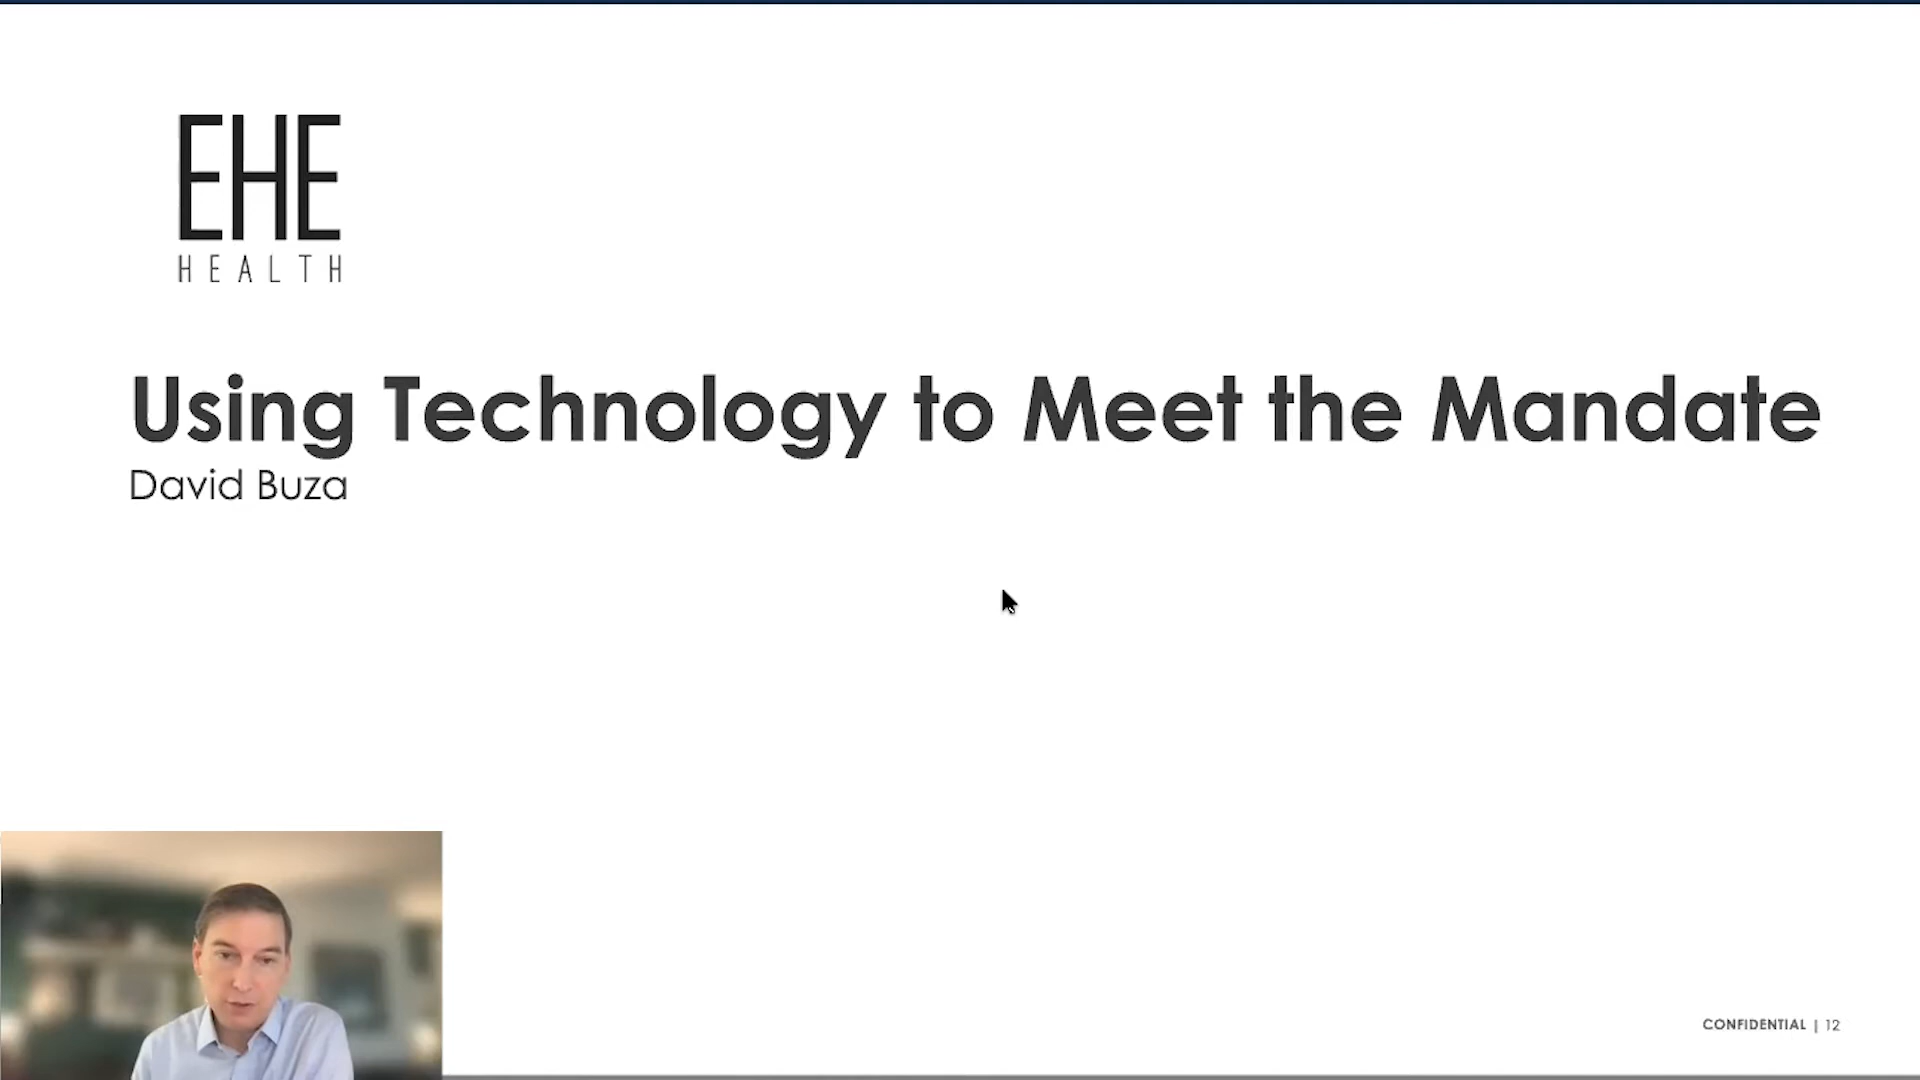 EHE
HEALTH
Using Technology to Meet the Mandate
David Buza
CONFIDENTIAL | 12